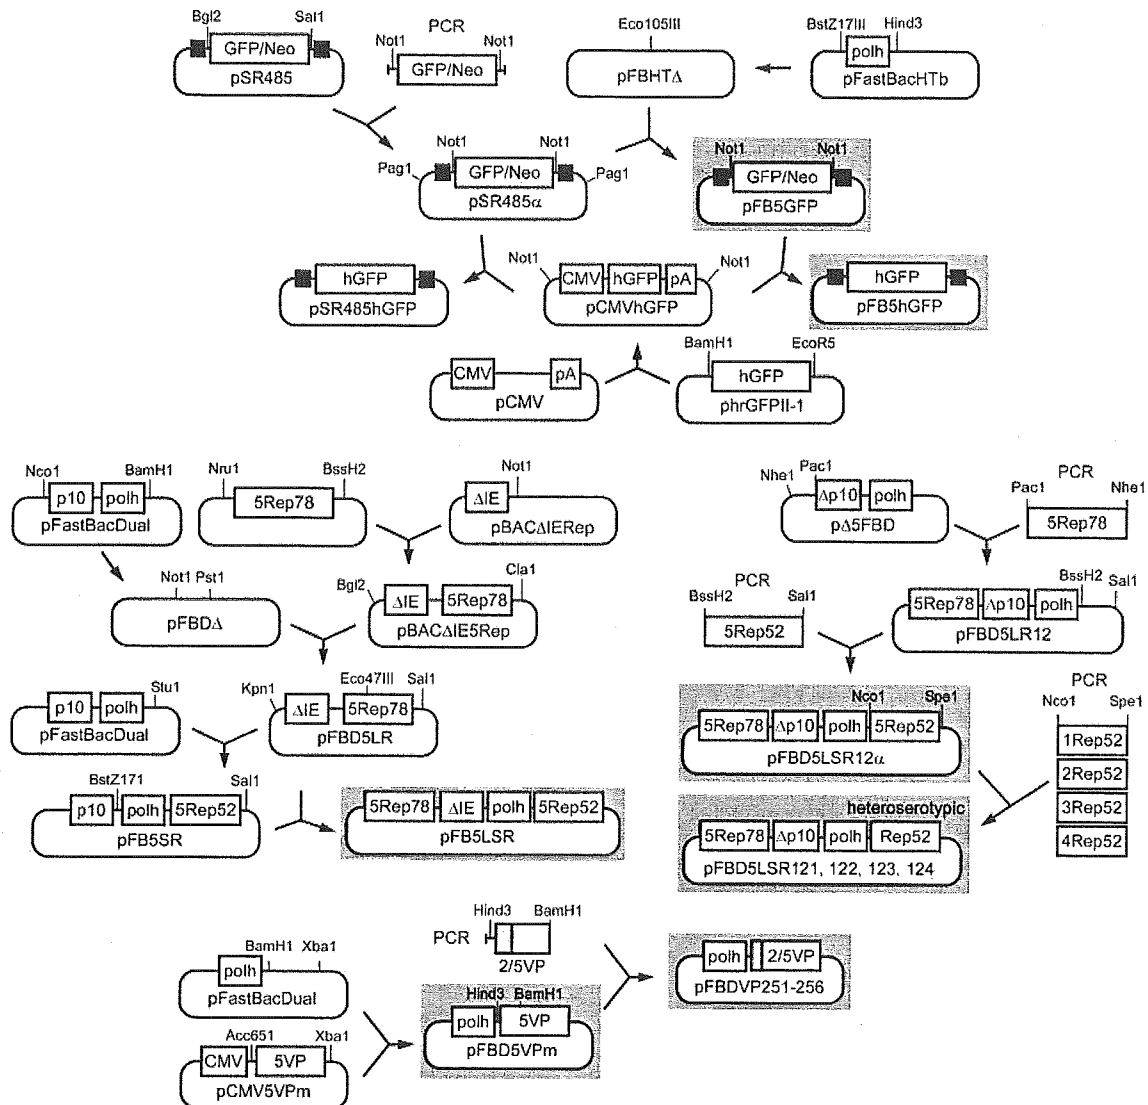 Bgl2 Sal1
GFP/Neo
pSR485
PCR
Not1 Not1
GFP/Neo
Eco105III
pFBHTΔ
BstZ17III Hind3
polh
pFastBacHTb
Pag1 Not1 Not1 Pag1
GFP/Neo
pSR485α
Not1 Not1
GFP/Neo
pFB5GFP
hGFP
pSR485hGFP
Not1 Not1
CMV hGFP pA
pCMVhGFP
hGFP
pFB5hGFP
CMV pA
pCMV
BamH1 EcoR5
hGFP
phrGFPII-1
Nco1 BamH1
p10 polh
pFastBacDual
Nru1 BssH2
5Rep78
Not1
ΔIE
pBACΔIERep
Nhe1 Pac1
Δp10 polh
pΔ5FBD
PCR
Pac1 Nhe1
5Rep78
Not1 Pst1
pFBDΔ
Bgl2 Cla1
ΔIE 5Rep78
pBACΔIE5Rep
PCR
BssH2 Sal1
5Rep52
BssH2 Sal1
5Rep78 Δp10 polh
pFBD5LR12
Stu1
p10 polh
pFastBacDual
Kpn1 Eco47III Sal1
ΔIE 5Rep78
pFBD5LR
Nco1 Spe1
5Rep78 Δp10 polh 5Rep52
pFBD5LSR12α
PCR
Nco1 Spe1
1Rep52
2Rep52
3Rep52
4Rep52
BstZ171 Sal1
p10 polh 5Rep52
pFB5SR
5Rep78 ΔIE polh 5Rep52
pFB5LSR
heteroserotypic
5Rep78 Δp10 polh Rep52
pFBD5LSR121, 122, 123, 124
BamH1 Xba1
polh
pFastBacDual
Hind3 BamH1
PCR
2/5VP
Acc651 Xba1
CMV 5VP
pCMV5VPm
Hind3 BamH1
polh 5VP
pFBD5VPm
polh 2/5VP
pFBDVP251-256